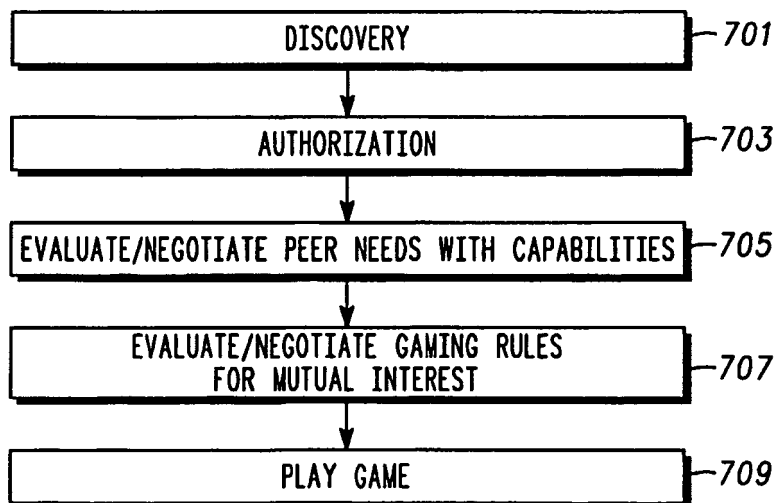 DISCOVERY 701
AUTHORIZATION 703
EVALUATE/NEGOTIATE PEER NEEDS WITH CAPABILITIES 705
EVALUATE/NEGOTIATE GAMING RULES
FOR MUTUAL INTEREST 707
PLAY GAME 709